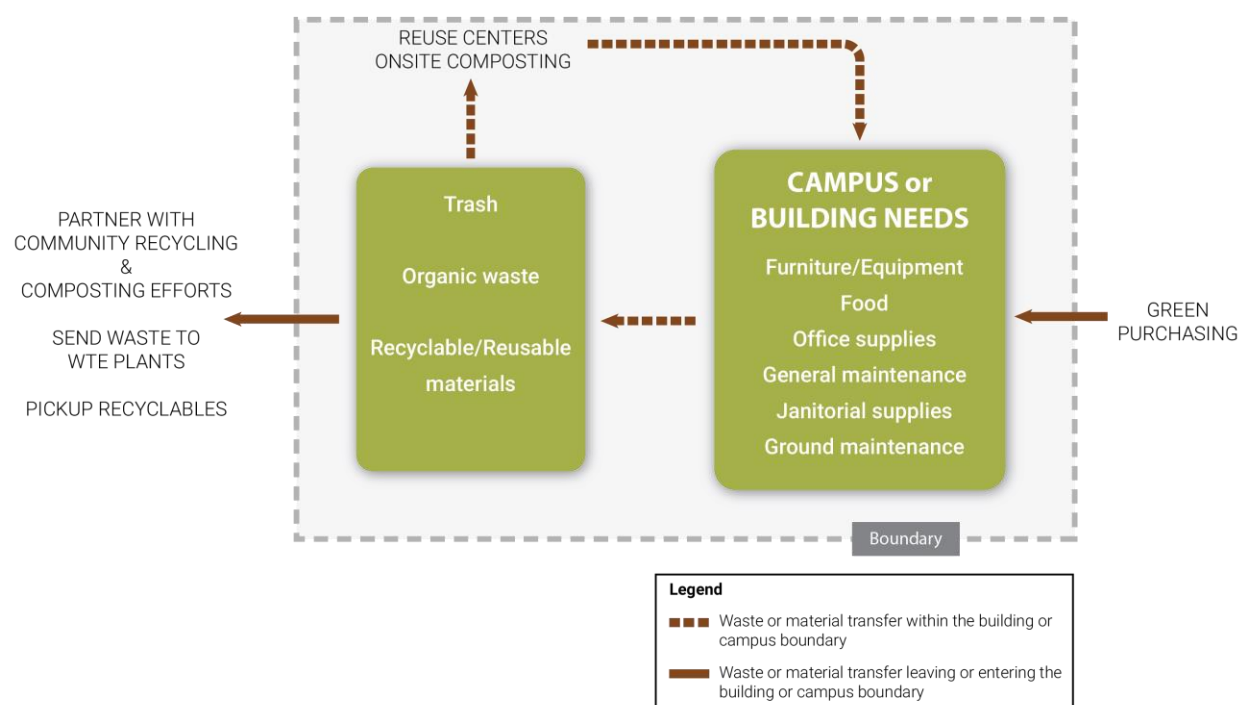 REUSE CENTERS
ONSITE COMPOSTING
PARTNER WITH
COMMUNITY RECYCLING
&
COMPOSTING EFFORTS
SEND WASTE TO
WTE PLANTS
PICKUP RECYCLABLES
Trash
Organic waste
Recyclable/Reusable
materials
CAMPUS or
BUILDING NEEDS
Furniture/Equipment
Food
Office supplies
General maintenance
Janitorial supplies
Ground maintenance
GREEN
PURCHASING
Boundary
Legend
Waste or material transfer within the building or
campus boundary
Waste or material transfer leaving or entering the
building or campus boundary